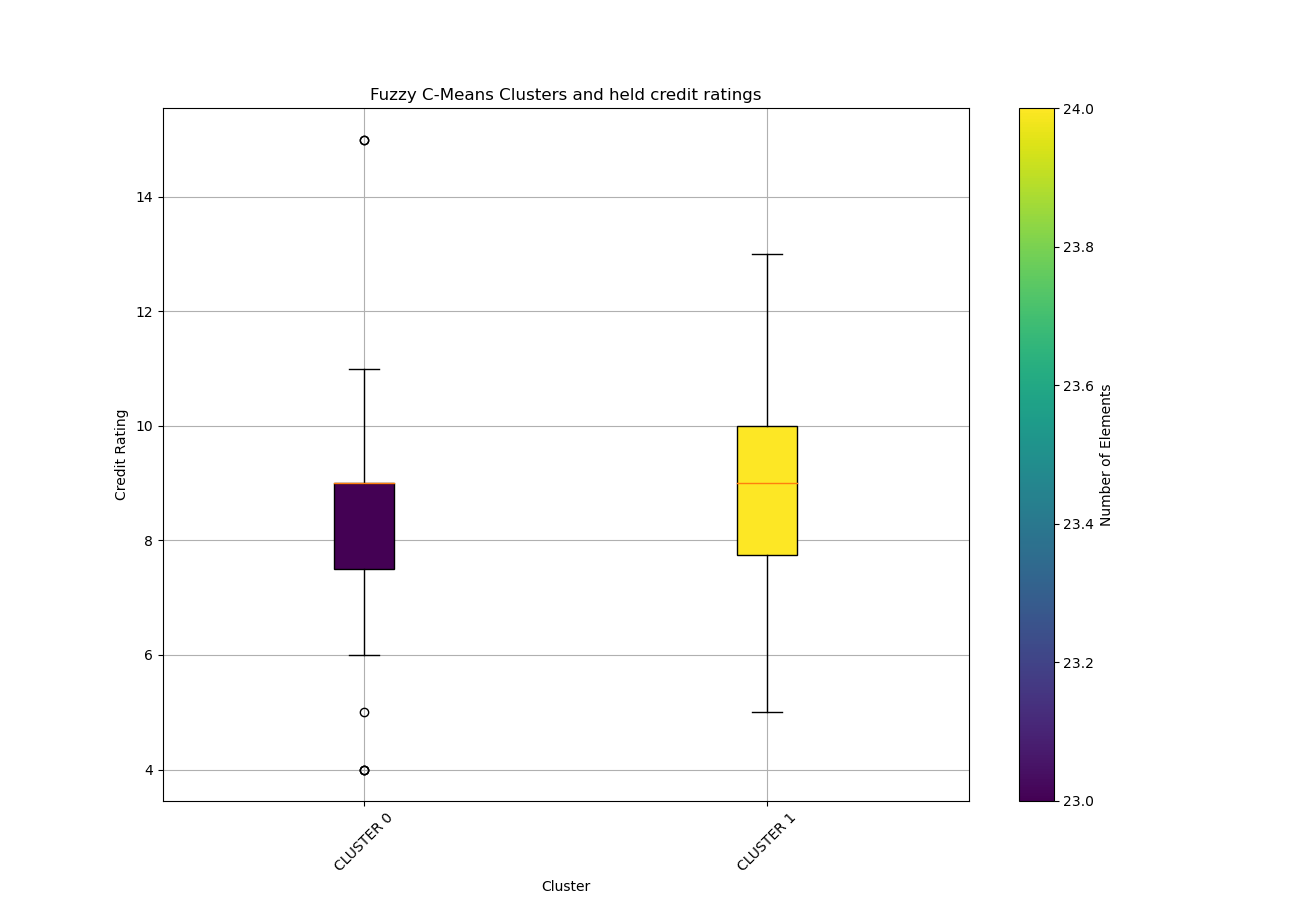 Fuzzy C-Means Clusters and held credit ratings
14
12
10
8
6
4
Credit Rating
CLUSTER 0
CLUSTER 1
Cluster
24.0
23.8
23.6
23.4
23.2
23.0
Number of Elements